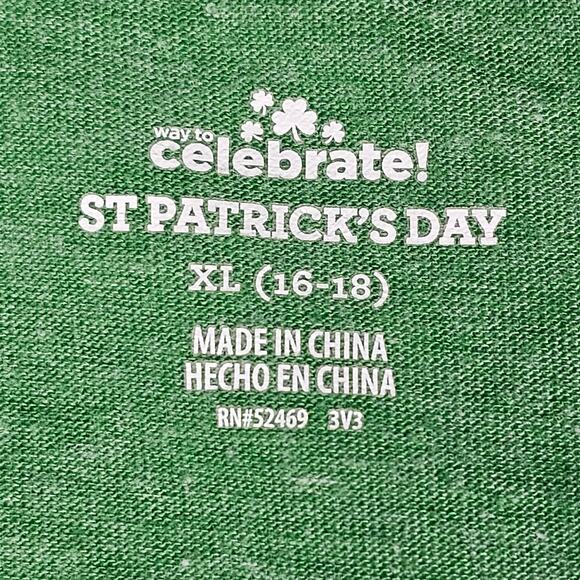 way to
celebrate!
ST PATRICK'S DAY
XL (16-18)
MADE IN CHINA
HECHO EN CHINA
RN#52469 3V3